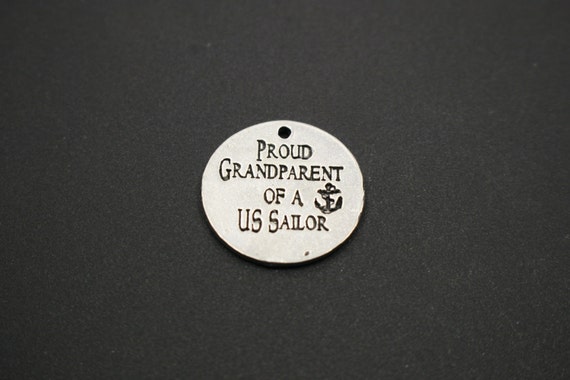 Proud
Grandparent
of a
US Sailor